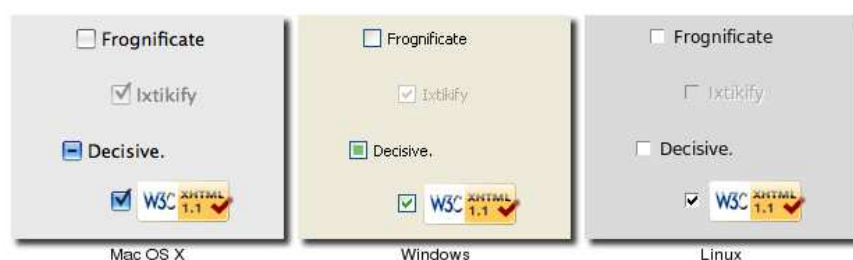 Frognificate
Ixtikify
Decisive.
W3C XHTML 1.1
Mac OS X
Frognificate
Ixtikify
Decisive.
W3C XHTML 1.1
Windows
Frognificate
Ixtikify
Decisive.
W3C XHTML 1.1
Linux